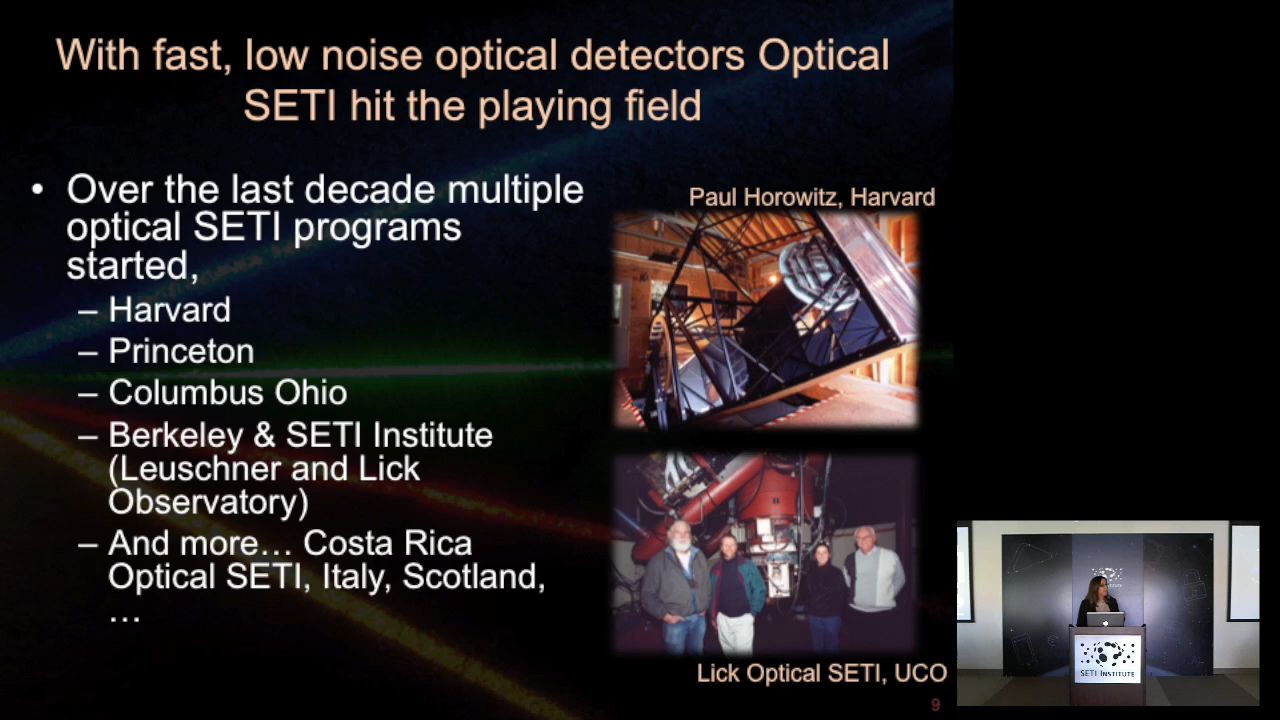 With fast, low noise optical detectors Optical
SETI hit the playing field
• Over the last decade multiple
optical SETI programs
started,
– Harvard
– Princeton
– Columbus Ohio
– Berkeley & SETI Institute
(Leuschner and Lick
Observatory)
– And more… Costa Rica
Optical SETI, Italy, Scotland,
…
Paul Horowitz, Harvard
Lick Optical SETI, UCO
9
SETI INSTITUTE